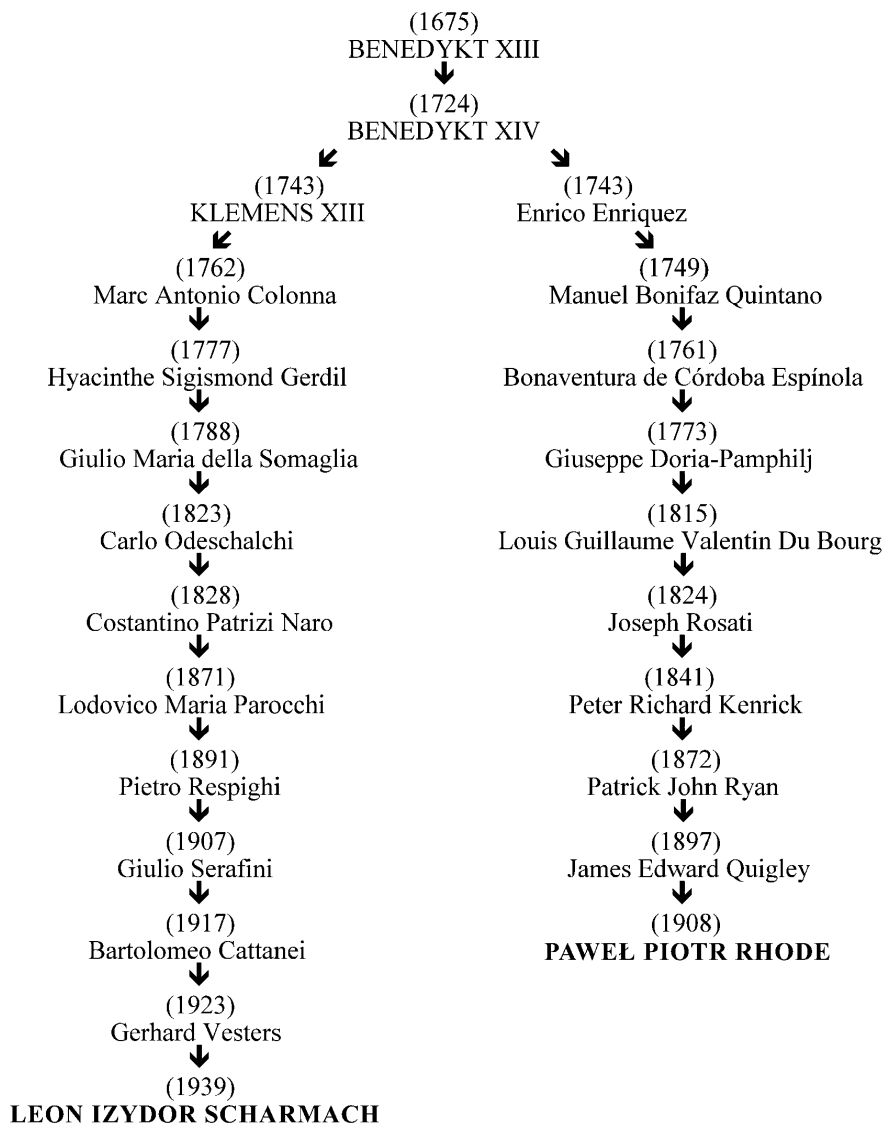 (1675)
BENEDYKT XIII
(1724)
BENEDYKT XIV
(1743)
KLEMENS XIII
(1762)
Marc Antonio Colonna
(1777)
Hyacinthe Sigismond Gerdil
(1788)
Giulio Maria della Somaglia
(1823)
Carlo Odeschalchi
(1828)
Costantino Patrizi Naro
(1871)
Lodovico Maria Parocchi
(1891)
Pietro Respighi
(1907)
Giulio Serafini
(1917)
Bartolomeo Cattanei
(1923)
Gerhard Vesters
(1939)
LEON IZYDOR SCHARMACH
(1743)
Enrico Enriquez
(1749)
Manuel Bonifaz Quintano
(1761)
Bonaventura de Córdoba Espínola
(1773)
Giuseppe Doria-Pamphilj
(1815)
Louis Guillaume Valentin Du Bourg
(1824)
Joseph Rosati
(1841)
Peter Richard Kenrick
(1872)
Patrick John Ryan
(1897)
James Edward Quigley
(1908)
PAWEŁ PIOTR RHODE